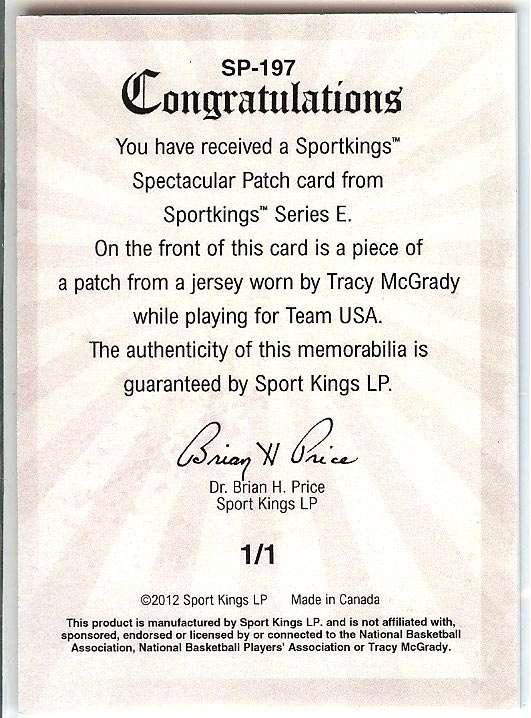 SP-197
Congratulations
You have received a Sportkings™
Spectacular Patch card from
Sportkings™ Series E.
On the front of this card is a piece of
a patch from a jersey worn by Tracy McGrady
while playing for Team USA.
The authenticity of this memorabilia is
guaranteed by Sport Kings LP.
Brian H Price
Dr. Brian H. Price
Sport Kings LP
1/1
©2012 Sport Kings LP Made in Canada
This product is manufactured by Sport Kings LP. and is not affiliated with,
sponsored, endorsed or licensed by or connected to the National Basketball
Association, National Basketball Players' Association or Tracy McGrady.